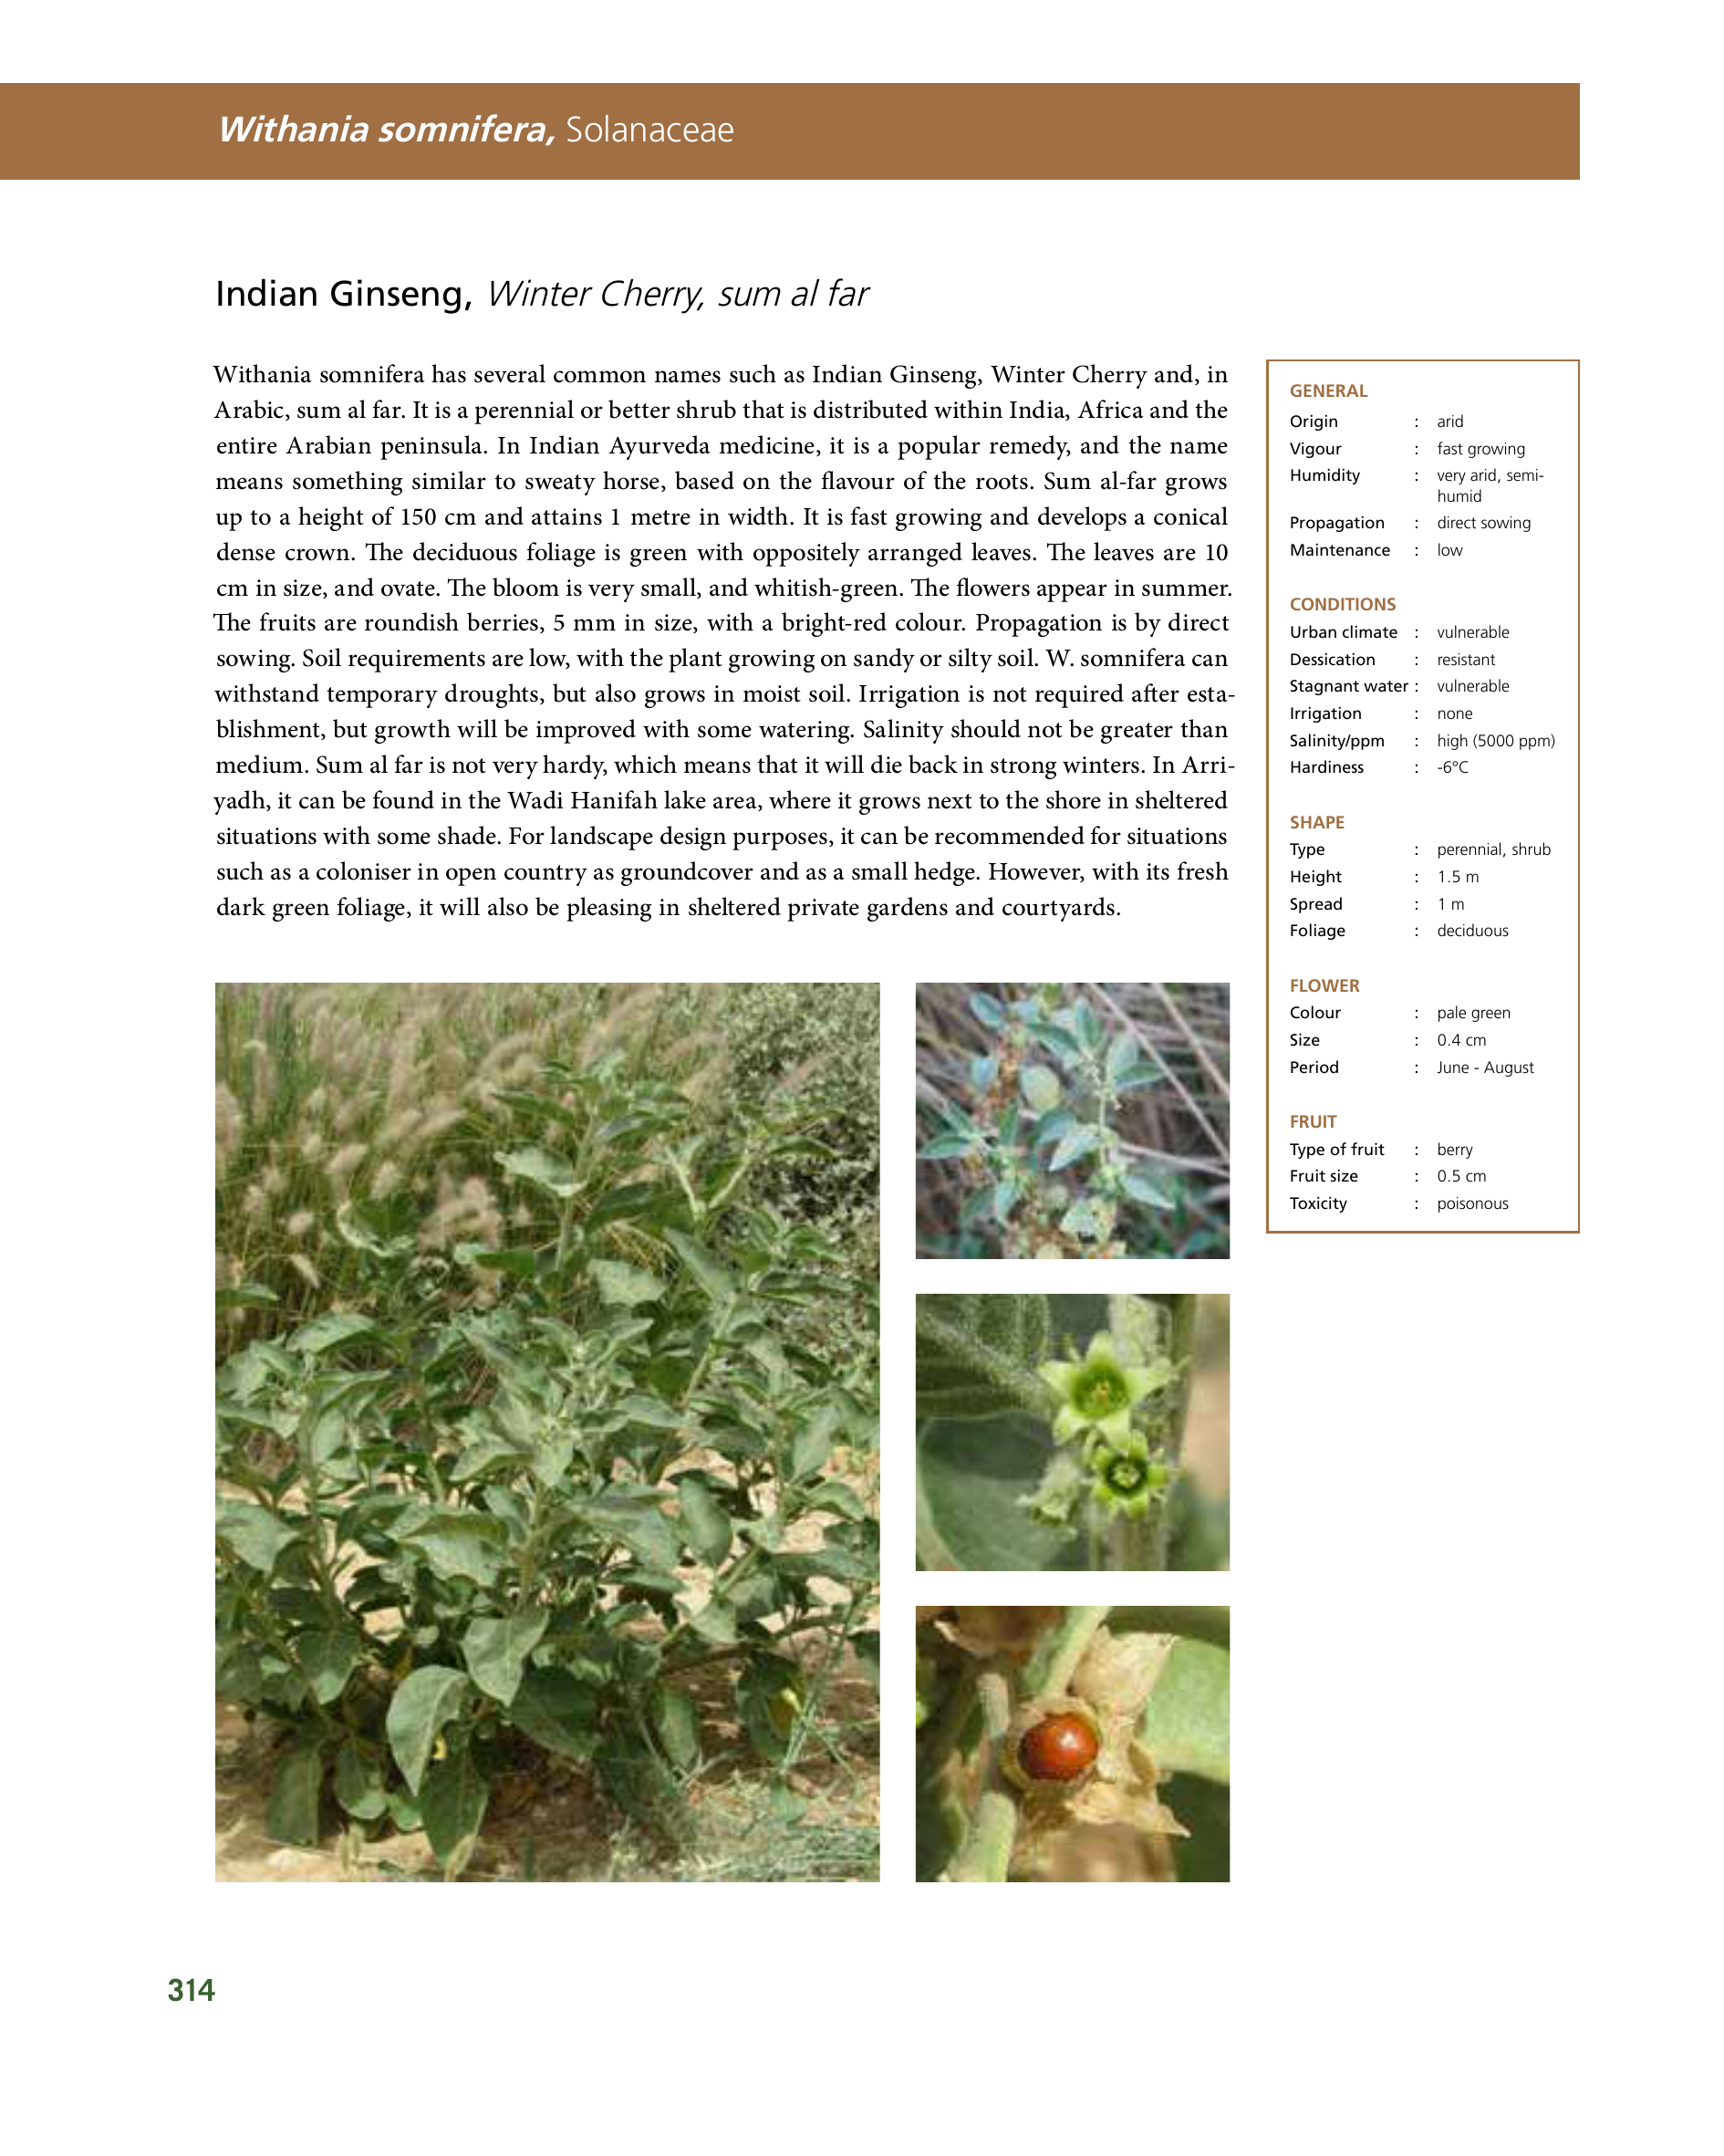 Withania somnifera, Solanaceae
Indian Ginseng, Winter Cherry, sum al far
Withania somnifera has several common names such as Indian Ginseng, Winter Cherry and, in
Arabic, sum al far. It is a perennial or better shrub that is distributed within India, Africa and the
entire Arabian peninsula. In Indian Ayurveda medicine, it is a popular remedy, and the name
means something similar to sweaty horse, based on the flavour of the roots. Sum al-far grows
up to a height of 150 cm and attains 1 metre in width. It is fast growing and develops a conical
dense crown. The deciduous foliage is green with oppositely arranged leaves. The leaves are 10
cm in size, and ovate. The bloom is very small, and whitish-green. The flowers appear in summer.
The fruits are roundish berries, 5 mm in size, with a bright-red colour. Propagation is by direct
sowing. Soil requirements are low, with the plant growing on sandy or silty soil. W. somnifera can
withstand temporary droughts, but also grows in moist soil. Irrigation is not required after esta-
blishment, but growth will be improved with some watering. Salinity should not be greater than
medium. Sum al far is not very hardy, which means that it will die back in strong winters. In Arri-
yadh, it can be found in the Wadi Hanifah lake area, where it grows next to the shore in sheltered
situations with some shade. For landscape design purposes, it can be recommended for situations
such as a coloniser in open country as groundcover and as a small hedge. However, with its fresh
dark green foliage, it will also be pleasing in sheltered private gardens and courtyards.
GENERAL
Origin : arid
Vigour : fast growing
Humidity : very arid, semi-
humid
Propagation : direct sowing
Maintenance : low
CONDITIONS
Urban climate : vulnerable
Dessication : resistant
Stagnant water : vulnerable
Irrigation : none
Salinity/ppm : high (5000 ppm)
Hardiness : -6°C
SHAPE
Type : perennial, shrub
Height : 1.5 m
Spread : 1 m
Foliage : deciduous
FLOWER
Colour : pale green
Size : 0.4 cm
Period : June - August
FRUIT
Type of fruit : berry
Fruit size : 0.5 cm
Toxicity : poisonous
314